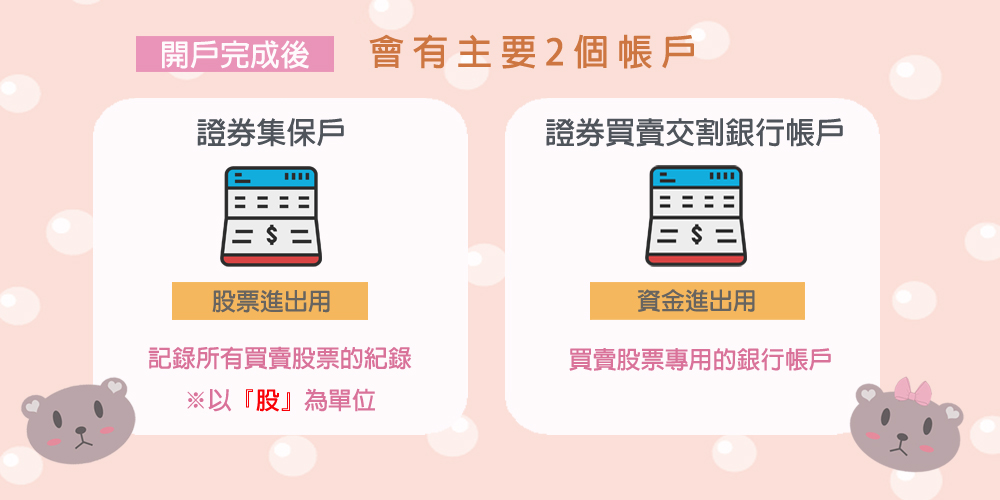 開戶完成後 會有主要2個帳戶
證券集保戶
$
股票進出用
記錄所有買賣股票的紀錄
※以『股』為單位
證券買賣交割銀行帳戶
$
資金進出用
買賣股票專用的銀行帳戶